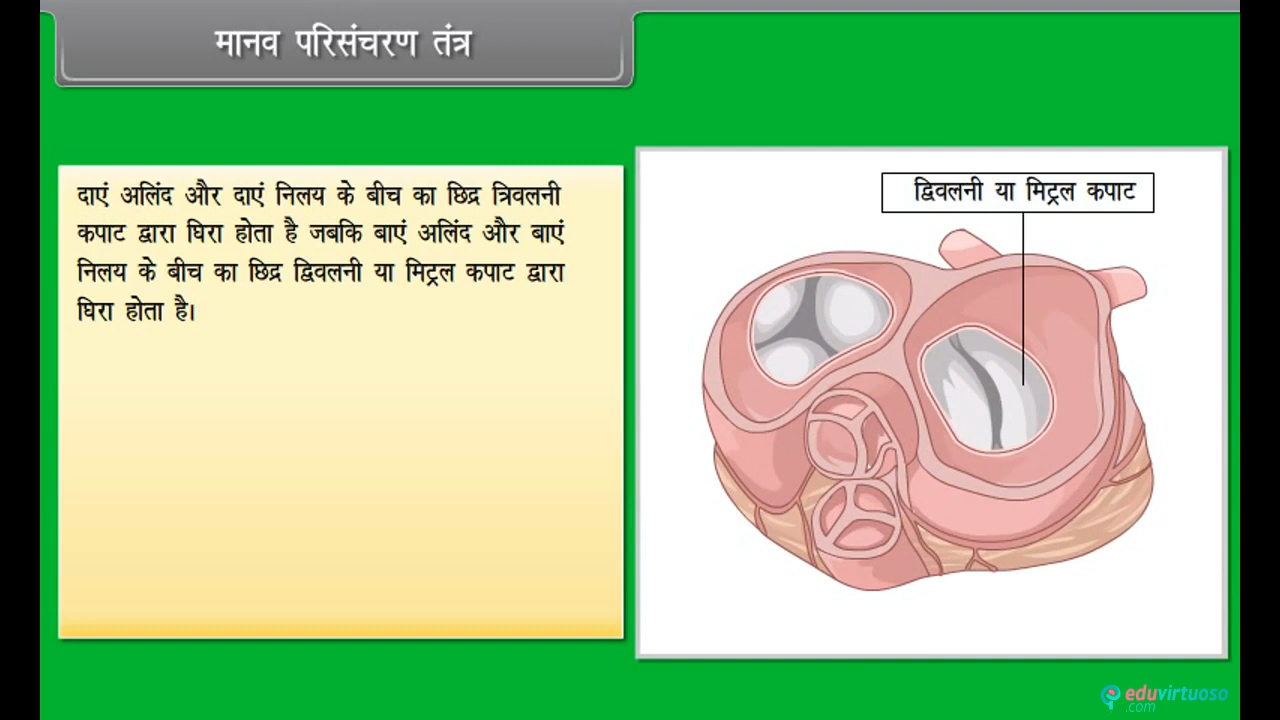 मानव परिसंचरण तंत्र
दाएं अलिंद और दाएं निलय के बीच का छिद्र त्रिवलनी
कपाट द्वारा घिरा होता है जबकि बाएं अलिंद और बाएं
निलय के बीच का छिद्र द्विवलनी या मिट्रल कपाट द्वारा
घिरा होता है।
द्विवलनी या मिट्रल कपाट
eduvirtuoso
.com